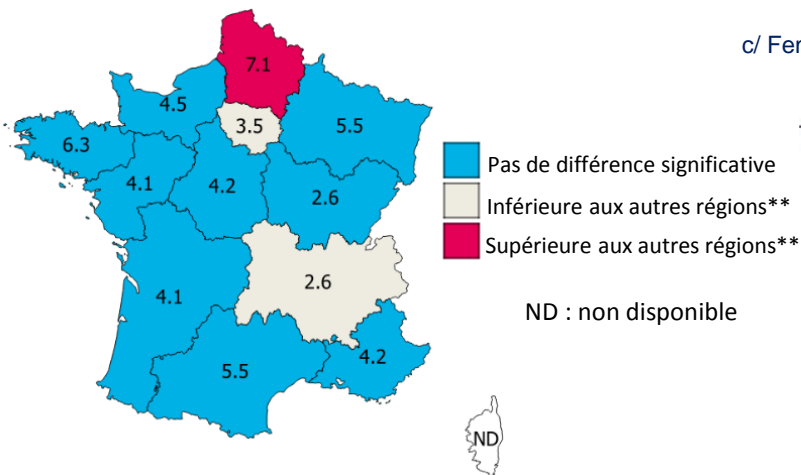 c/ Fer
7.1
4.5
3.5
5.5
6.3
4.1
4.2
2.6
4.1
2.6
5.5
4.2
ND
Pas de différence significative
Inférieure aux autres régions**
Supérieure aux autres régions**
ND : non disponible